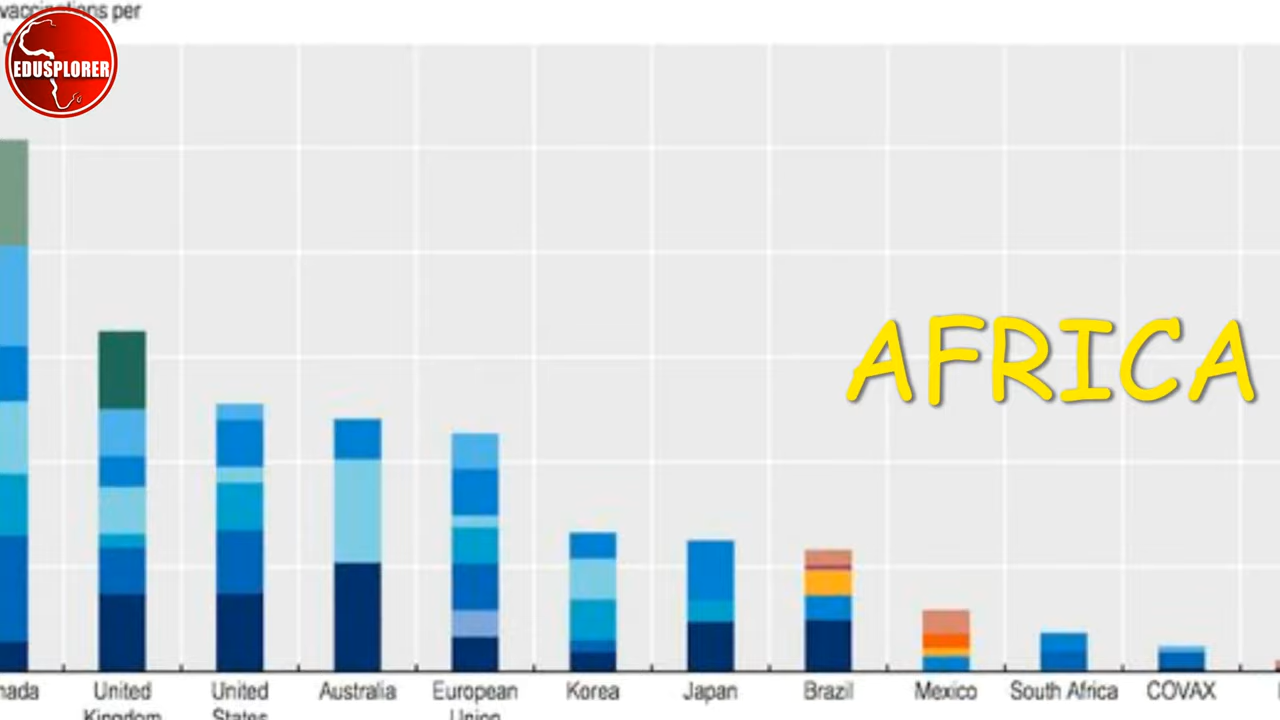 vaccinations per
EDUSPLORER
AFRICA
United Kingdom
United States
Australia
European Union
Korea
Japan
Brazil
Mexico
South Africa
COVAX